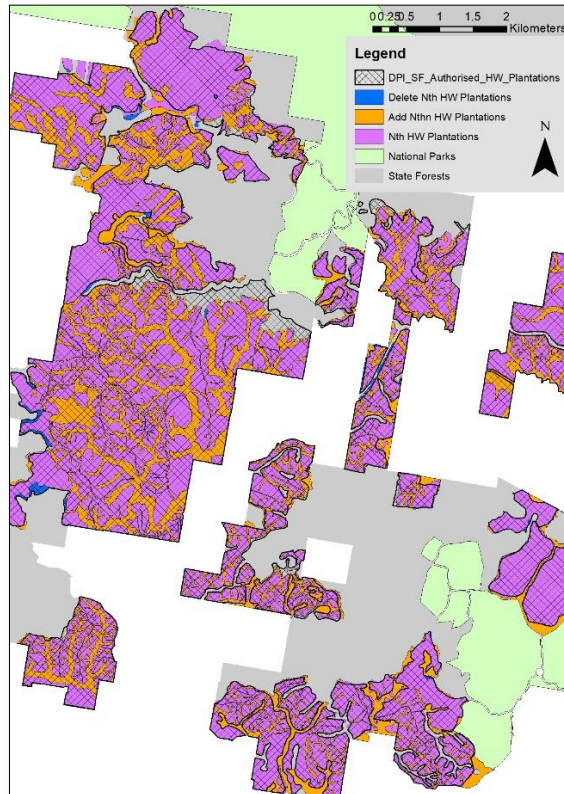 0 0.25 0.5 1 1.5 2
Kilometers
Legend
DPI_SF_Authorised_HW_Plantations
Delete Nth HW Plantations
Add Nthn HW Plantations
Nth HW Plantations
National Parks
State Forests
N